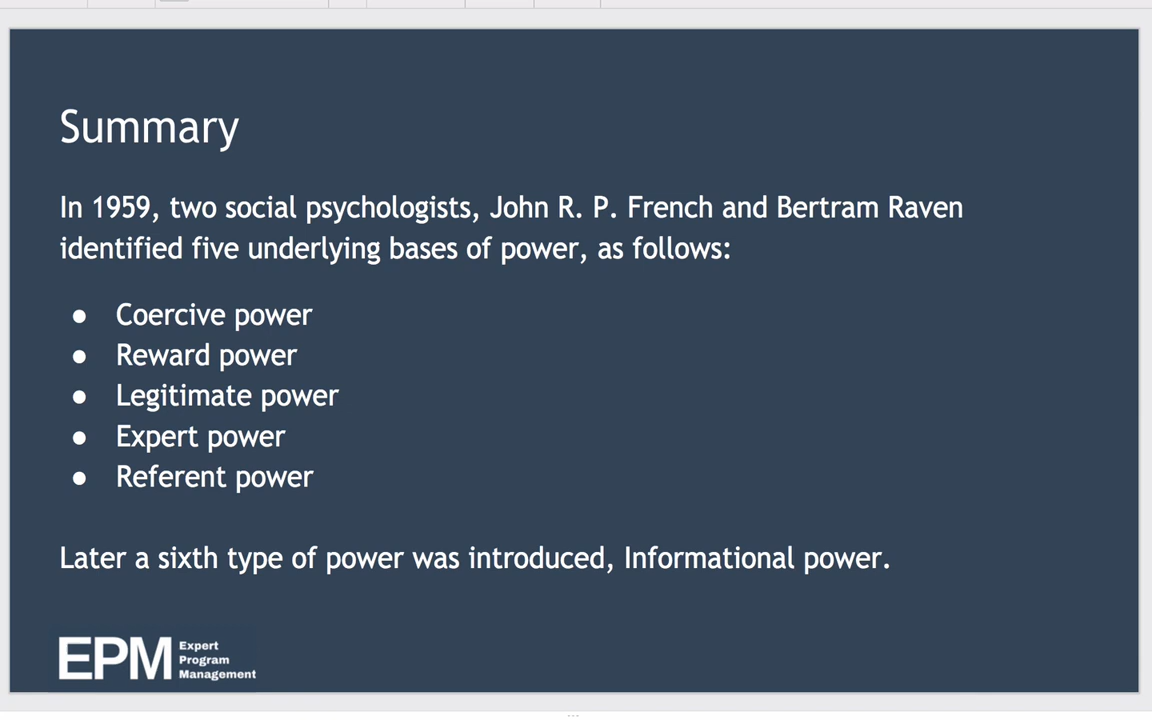 Summary
In 1959, two social psychologists, John R. P. French and Bertram Raven
identified five underlying bases of power, as follows:
● Coercive power
● Reward power
● Legitimate power
● Expert power
● Referent power
Later a sixth type of power was introduced, Informational power.
EPM Expert
Program
Management